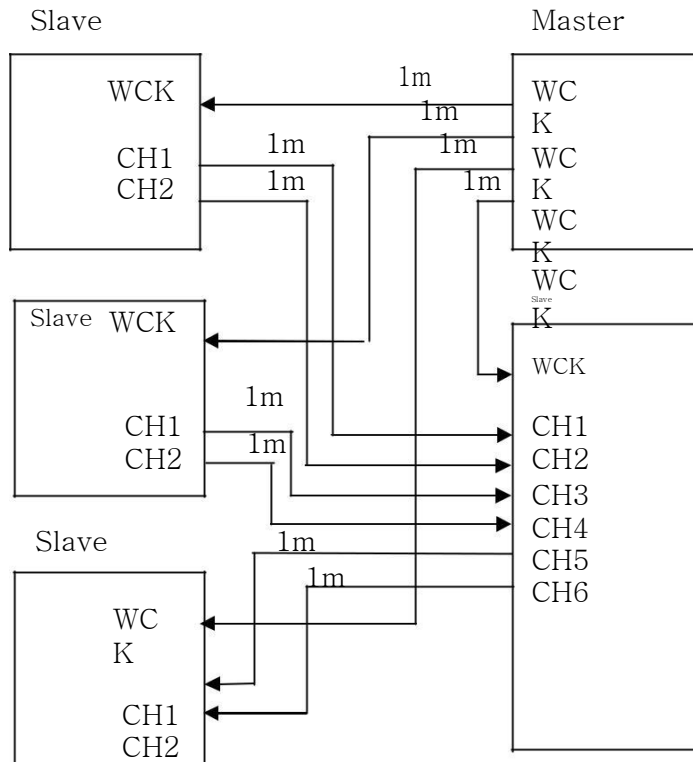 Slave
Master
WCK
1m
WC
K
1m
CH1
1m
1m
WC
K
CH2
1m
1m
WC
K
WC
Slave
K
Slave
WCK
WCK
1m
CH1
1m
CH2
CH1
CH2
CH3
CH4
Slave
1m
CH5
1m
CH6
WC
K
CH1
CH2